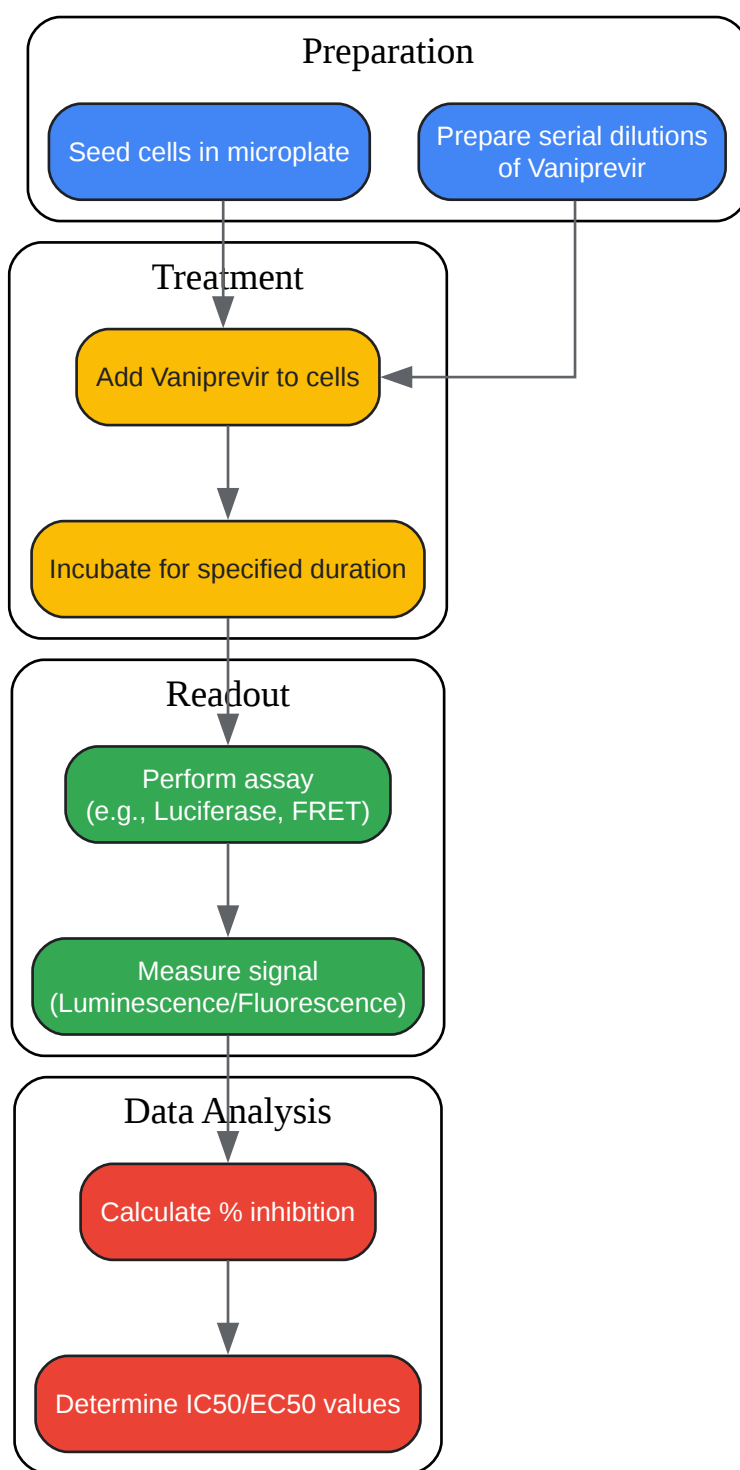 Preparation
Seed cells in microplate
Prepare serial dilutions
of Vaniprevir
Treatment
Add Vaniprevir to cells
Incubate for specified duration
Readout
Perform assay
(e.g., Luciferase, FRET)
Measure signal
(Luminescence/Fluorescence)
Data Analysis
Calculate % inhibition
Determine IC50/EC50 values